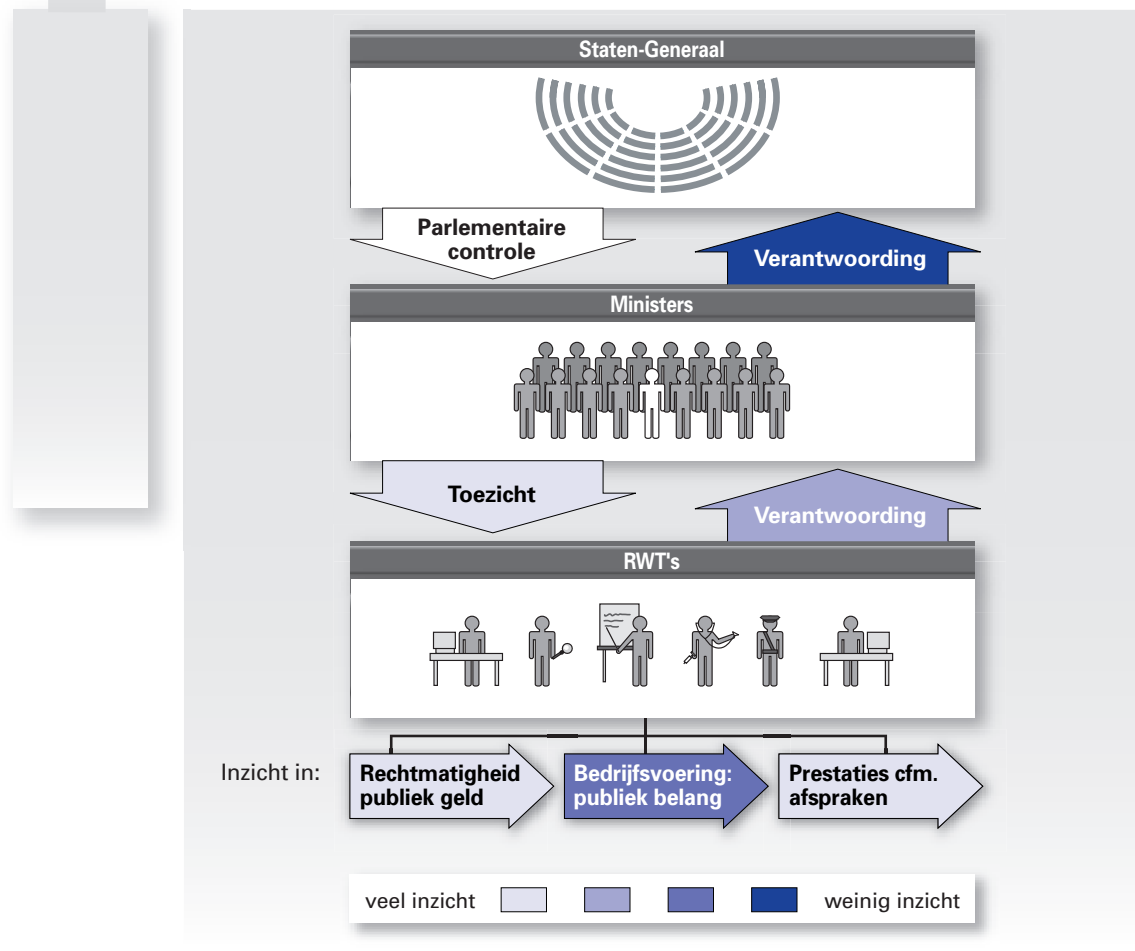 Staten-Generaal
Parlementaire
controle
Verantwoording
Ministers
Toezicht
Verantwoording
RWT's
Inzicht in:
Rechtmatigheid
publiek geld
Bedrijfsvoering:
publiek belang
Prestaties cfm.
afspraken
veel inzicht
weinig inzicht